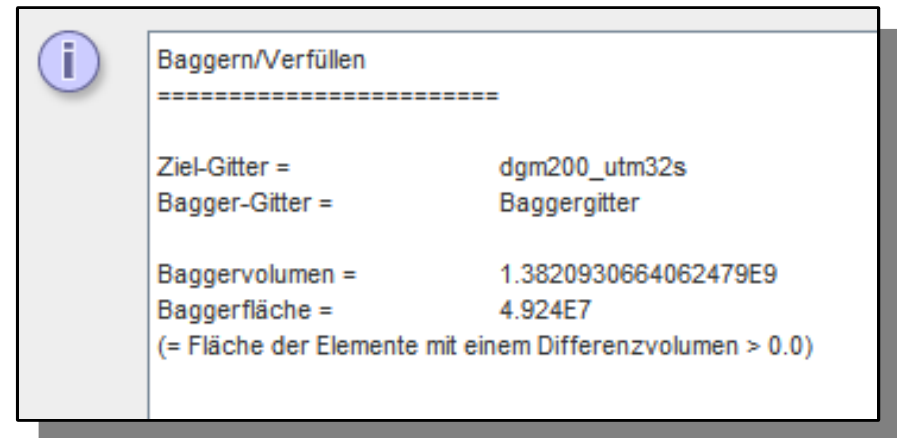 Baggern/Verfüllen
========================
Ziel-Gitter = dgm200_utm32s
Bagger-Gitter = Baggergitter
Baggervolumen = 1.3820930664062479E9
Baggerfläche = 4.924E7
(= Fläche der Elemente mit einem Differenzvolumen > 0.0)